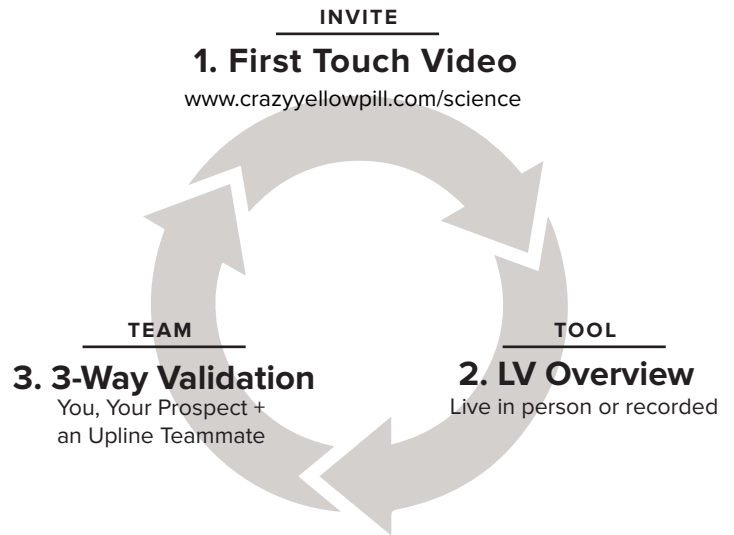 INVITE
1. First Touch Video
www.crazyyellowpill.com/science
TEAM
3. 3-Way Validation
You, Your Prospect +
an Upline Teammate
TOOL
2. LV Overview
Live in person or recorded